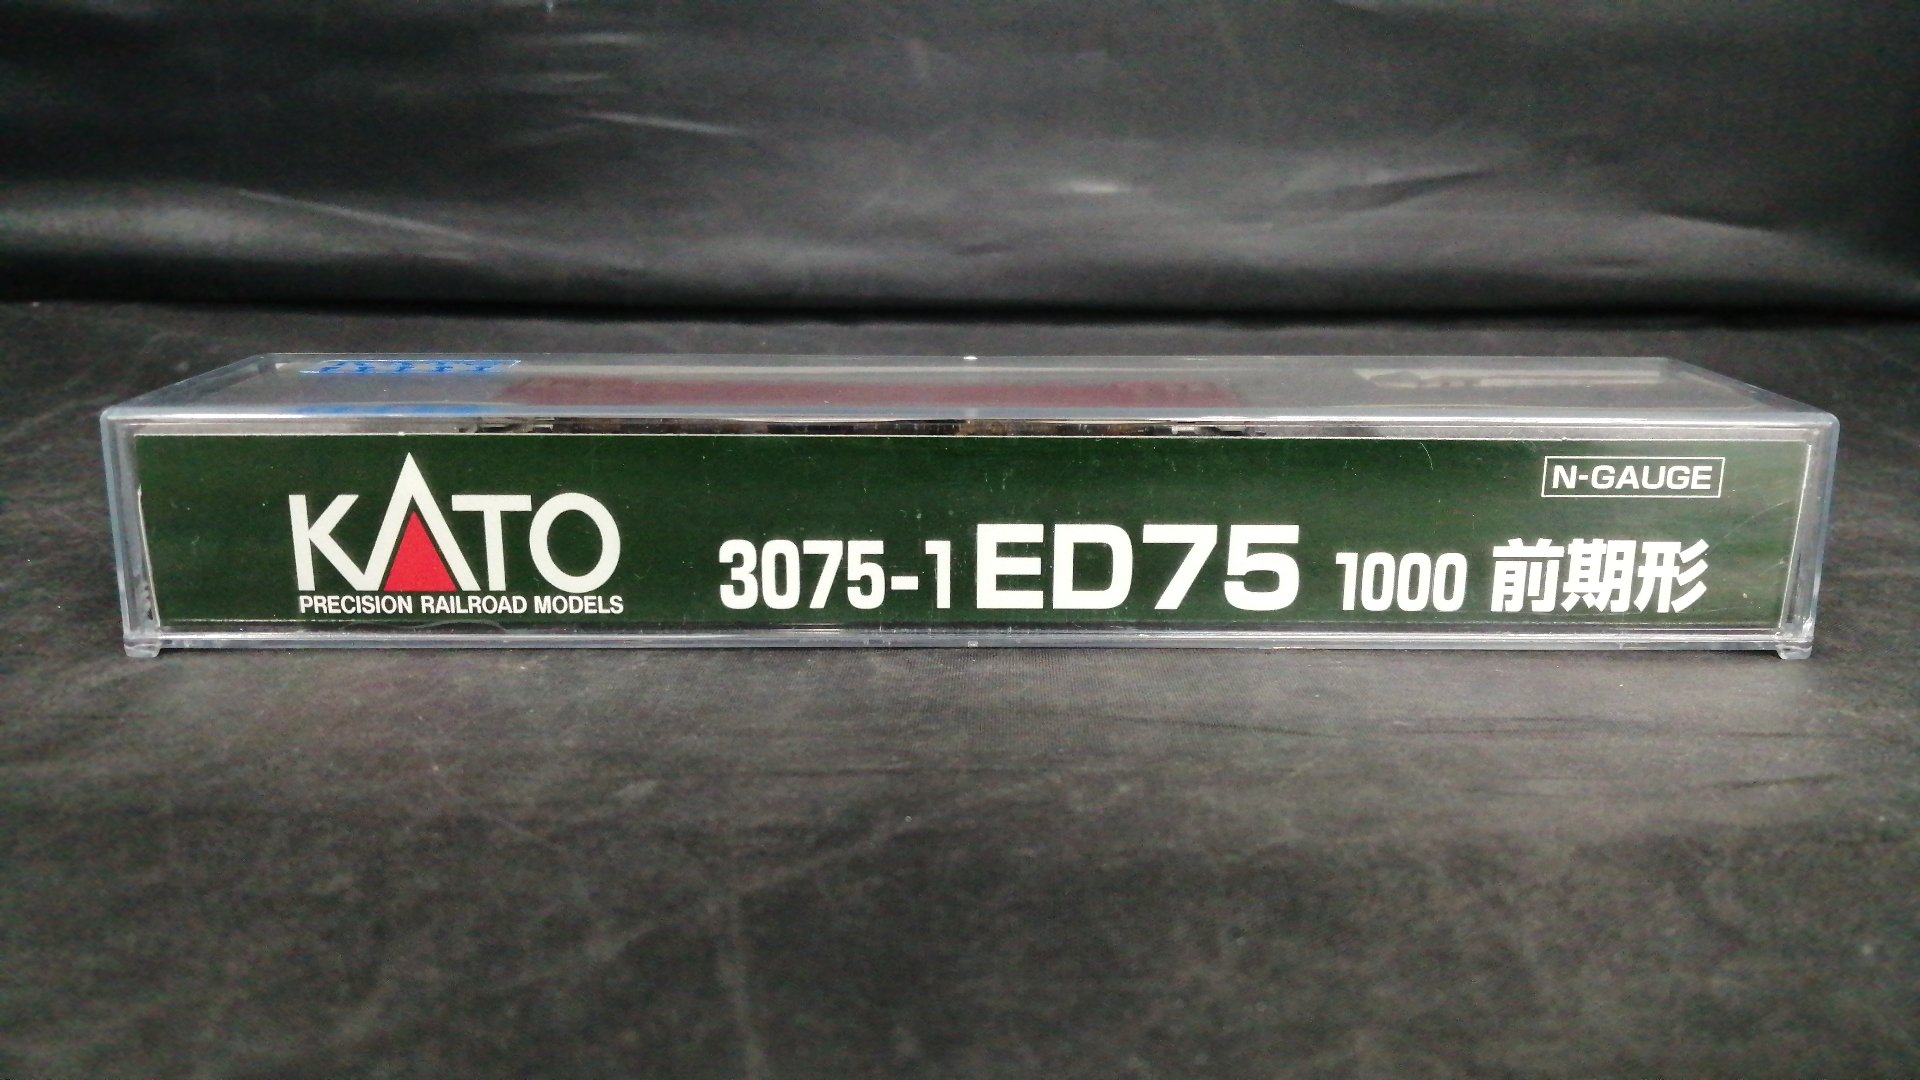 N-GAUGE
KATO
PRECISION RAILROAD MODELS
3075-1 ED75 1000 前期形